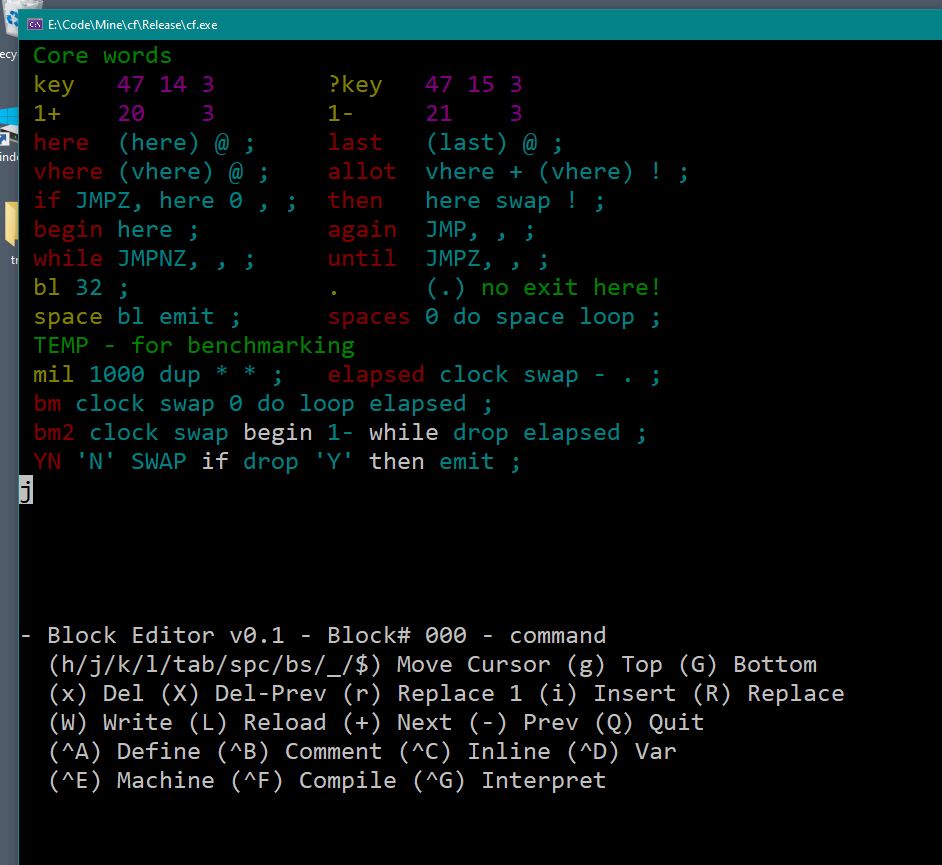 E:\Code\Mine\cf\Release\cf.exe
Core words
key 47 14 3 ?key 47 15 3
1+ 20 3 1- 21 3
here (here) @ ; last (last) @ ;
vhere (vhere) @ ; allot vhere + (vhere) ! ;
if JMPZ, here 0 , ; then here swap ! ;
begin here ; again JMP, , ;
while JMPNZ, , ; until JMPZ, , ;
bl 32 ; . (.) no exit here!
space bl emit ; spaces 0 do space loop ;
TEMP - for benchmarking
mil 1000 dup * * ; elapsed clock swap - . ;
bm clock swap 0 do loop elapsed ;
bm2 clock swap begin 1- while drop elapsed ;
YN 'N' SWAP if drop 'Y' then emit ;
j
- Block Editor v0.1 - Block# 000 - command
(h/j/k/l/tab/spc/bs/_/$) Move Cursor (g) Top (G) Bottom
(x) Del (X) Del-Prev (r) Replace 1 (i) Insert (R) Replace
(W) Write (L) Reload (+) Next (-) Prev (Q) Quit
(^A) Define (^B) Comment (^C) Inline (^D) Var
(^E) Machine (^F) Compile (^G) Interpret